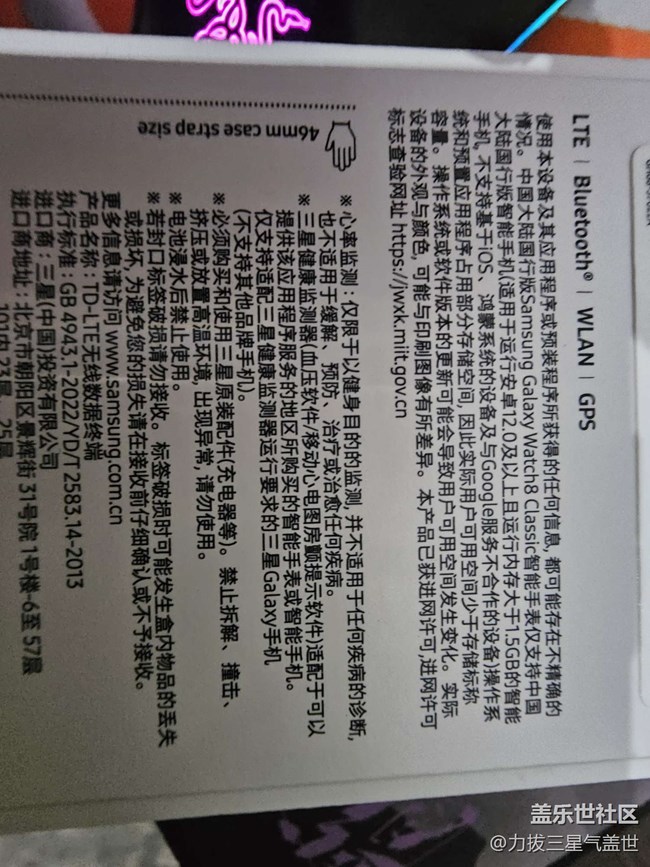 LTE | Bluetooth® | WLAN | GPS
使用本设备及其应用程序或预装程序所获得的任何信息, 都可能存在不精确的
情况。中国大陆国行版Samsung Galaxy Watch8 Classic智能手表仅支持中国
大陆国行版智能手机(适用于运行安卓12.0及以上且运行内存大于1.5GB的智能
手机, 不支持基于iOS、鸿蒙系统的设备及与Google服务不合作的设备)操作系
统和预置应用程序占用部分存储空间, 因此实际用户可用空间少于存储标称
容量。操作系统或软件版本的更新可能会导致用户可用空间发生变化。实际
设备的外观与颜色, 可能与印刷图像有所差异。本产品已获进网许可,进网许可
标志查验网址 https://jwxk.miit.gov.cn
46mm case strap size
※ 心率监测 : 仅限于以健身目的的监测, 并不适用于任何疾病的诊断,
也不适用于缓解、预防、治疗或治愈任何疾病。
※ 三星健康监测器(血压软件/移动心电图房颤提示软件)适配于可以
提供该应用程序服务的地区所购买的智能手表或智能手机。
仅支持适配三星健康监测器运行要求的三星Galaxy手机
(不支持其他品牌手机)。
※ 必须购买和使用三星原装配件(充电器等)。禁止拆解、撞击、
挤压或放置高温环境, 出现异常, 请勿使用。
※ 电池浸水后禁止使用。
※ 若封口标签破损请勿接收。标签破损时可能发生盒内物品的丢失
或损坏, 为避免您的损失请在接收前仔细确认或不予接收。
更多信息请访问 www.samsung.com.cn
产品名称 : TD-LTE无线数据终端
执行标准 : GB 4943.1-2022/YD/T 2583.14-2013
进口商 : 三星(中国)投资有限公司
进口商地址 : 北京市朝阳区景辉街 31号院 1号楼-6至 57层
101内 23层、25层
盖乐世社区
@力拔三星气盖世